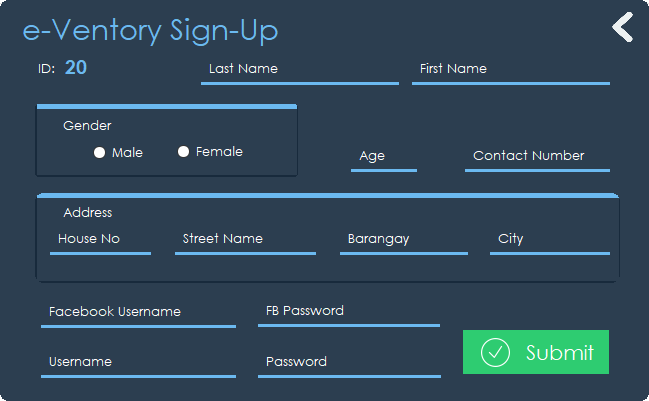 e-Ventory Sign-Up
ID: 20
Last Name
First Name
Gender
Male
Female
Age
Contact Number
Address
House No
Street Name
Barangay
City
Facebook Username
FB Password
Username
Password
Submit